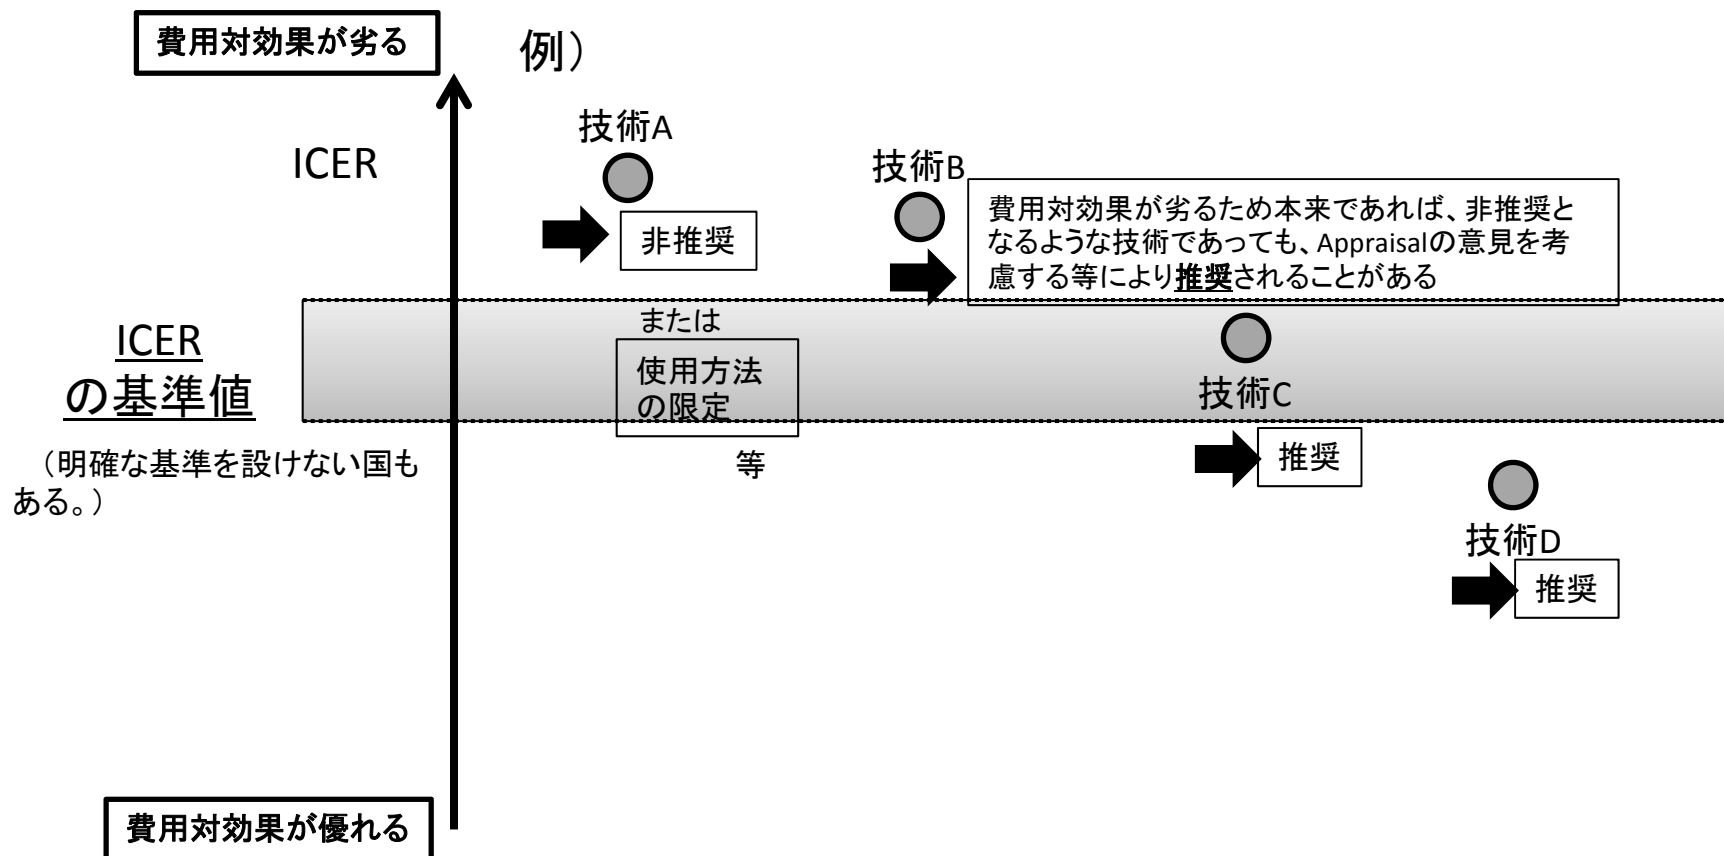 費用対効果が劣る
例）
ICER
技術A
非推奨
または
使用方法
の限定
等
技術B
費用対効果が劣るため本来であれば、非推奨と
なるような技術であっても、Appraisalの意見を考
慮する等により推奨されることがある
ICER
の基準値
（明確な基準を設けない国も
ある。）
技術C
推奨
技術D
推奨
費用対効果が優れる